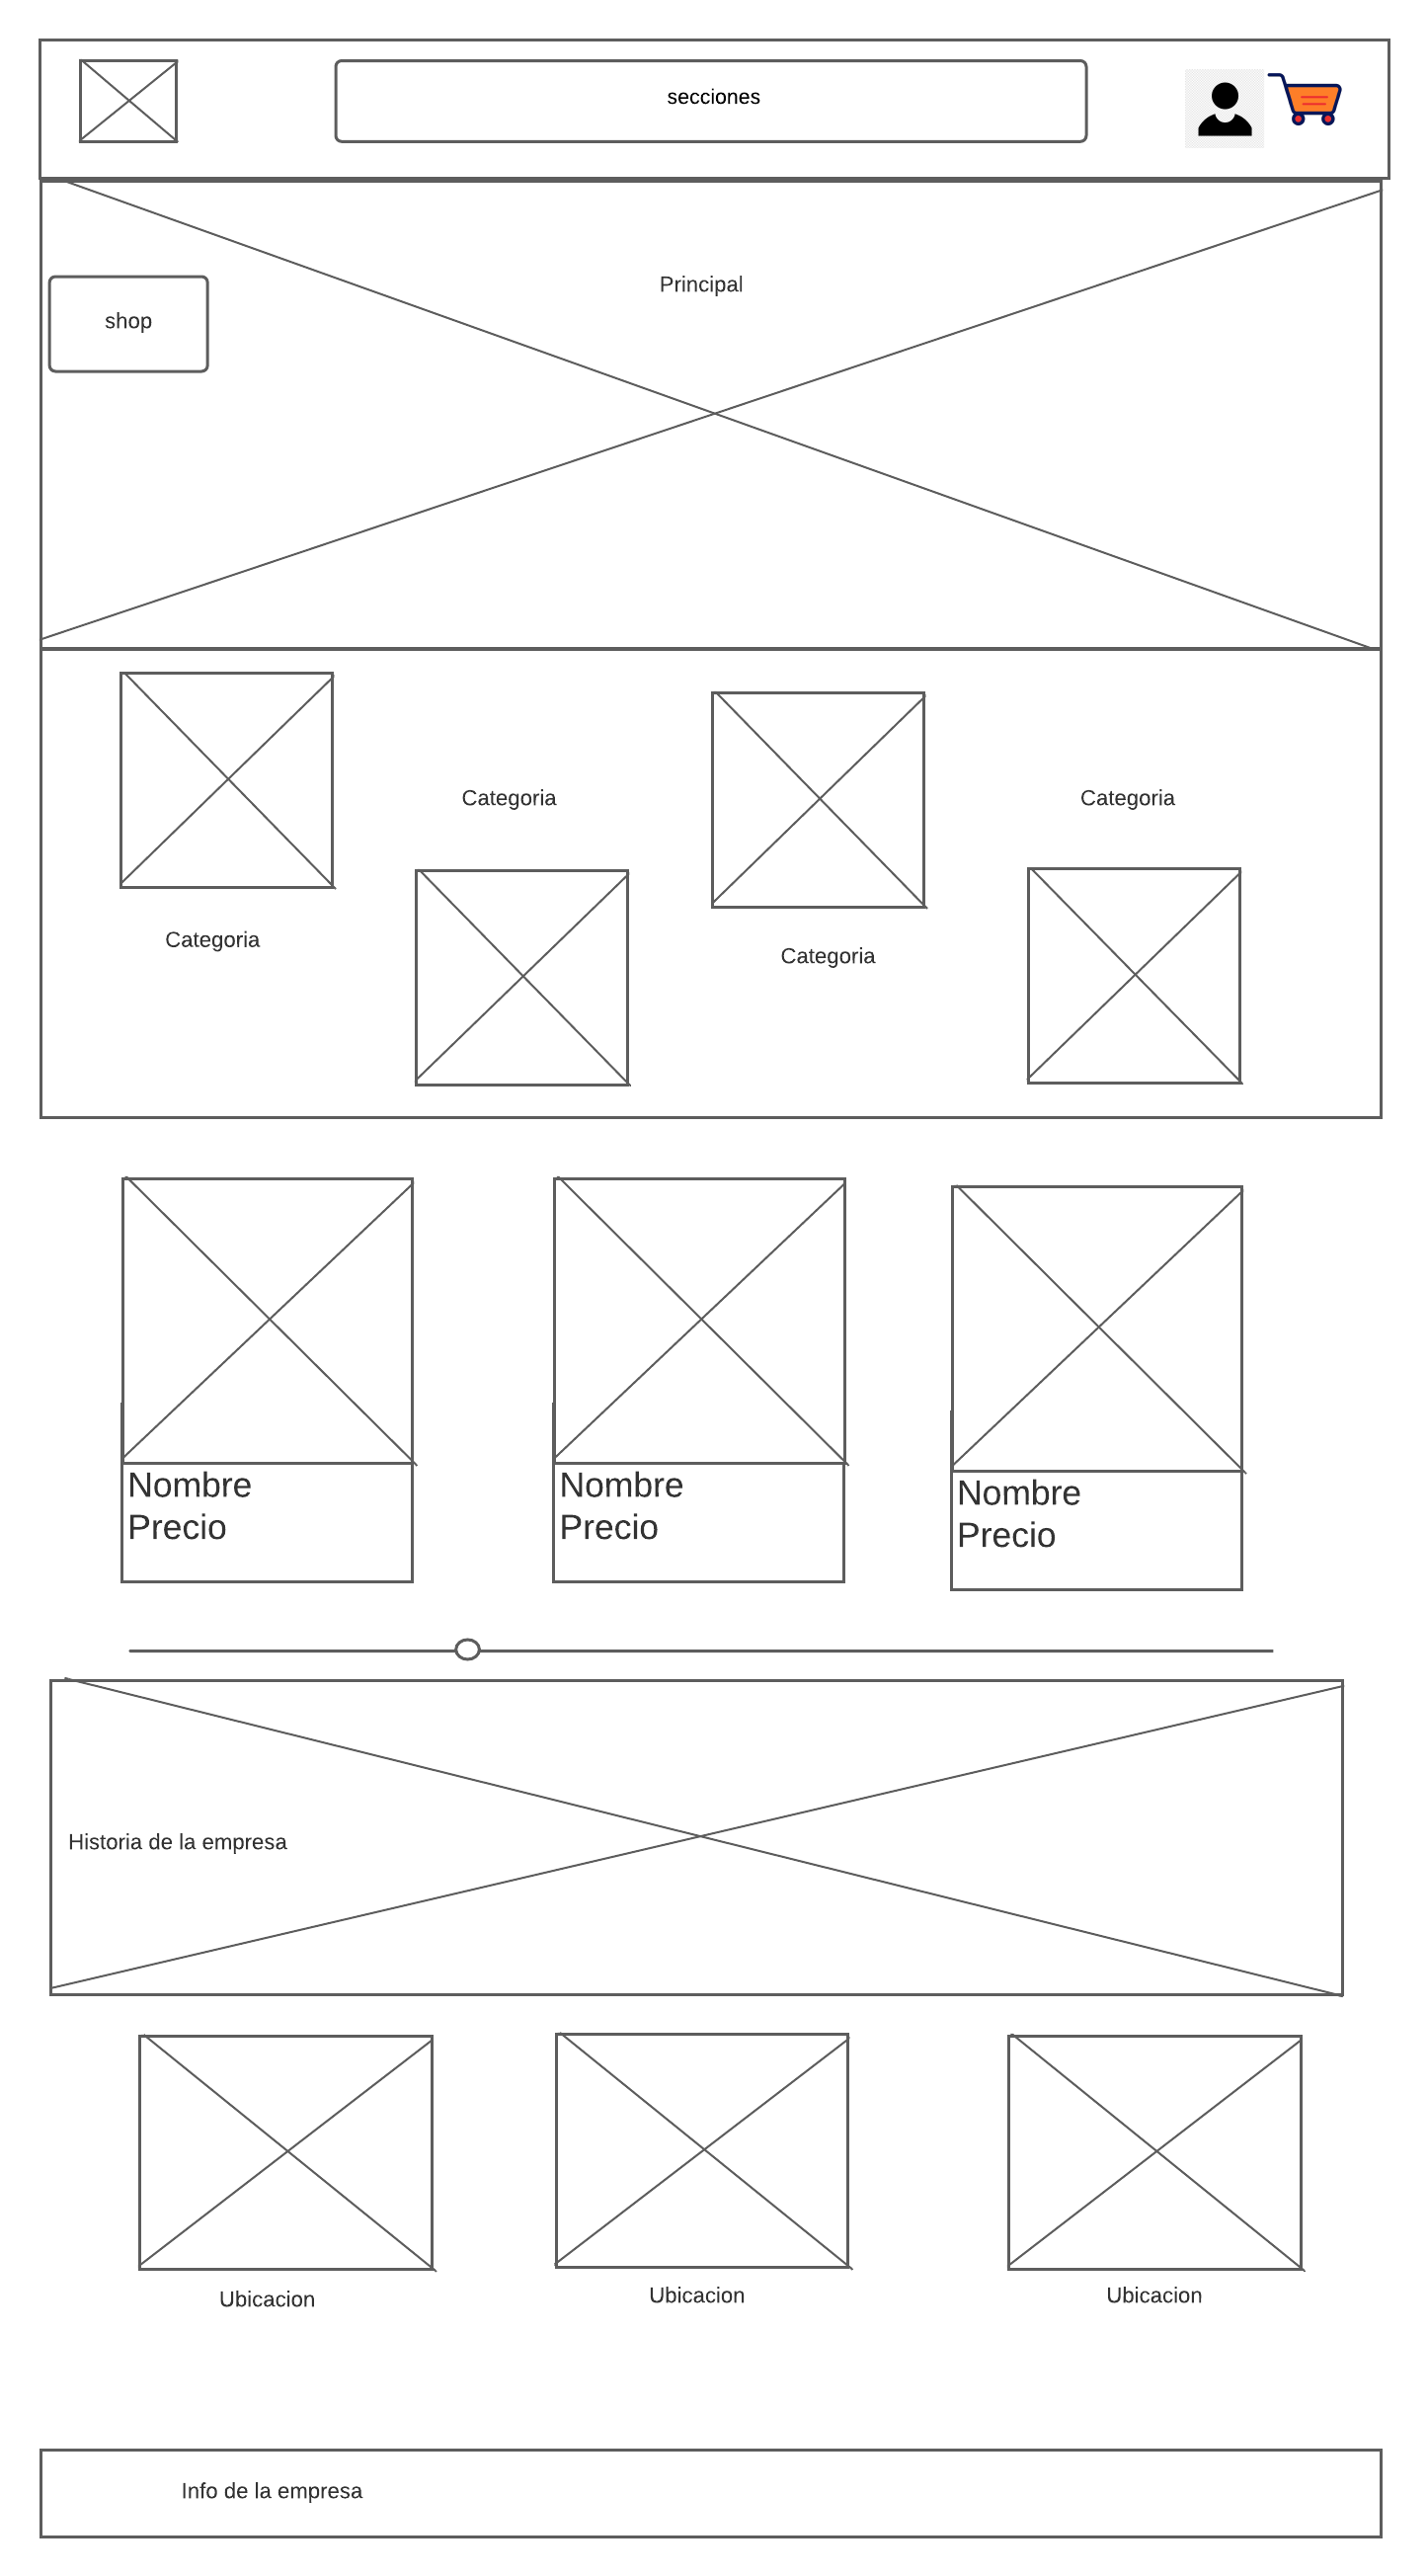 secciones
Principal
shop
Categoria
Categoria
Categoria
Categoria
Nombre
Precio
Nombre
Precio
Nombre
Precio
Historia de la empresa
Ubicacion
Ubicacion
Ubicacion
Info de la empresa